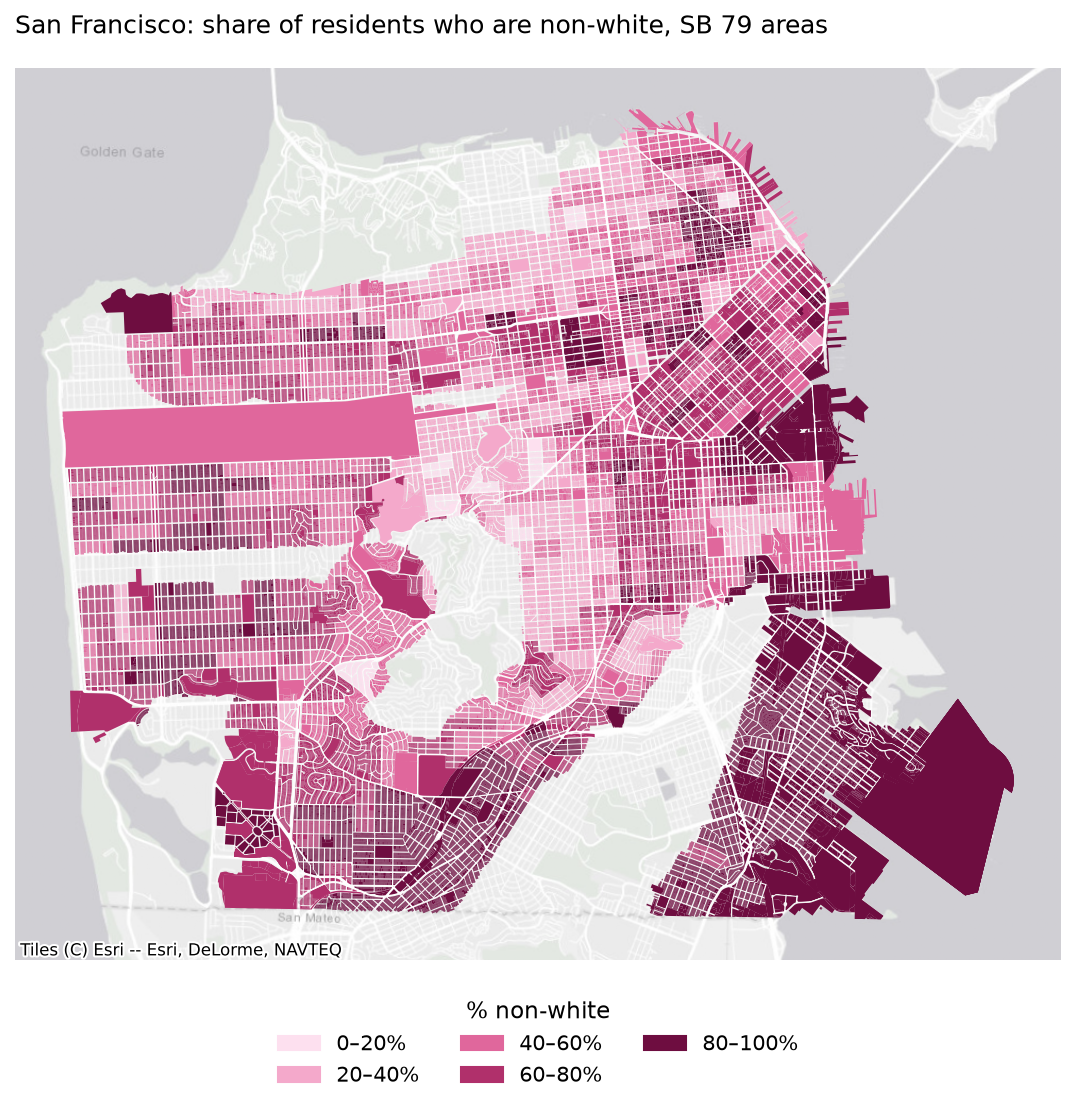 San Francisco: share of residents who are non-white, SB 79 areas
Golden Gate
San Mateo
Tiles (C) Esri -- Esri, DeLorme, NAVTEQ
% non-white
0–20% 40–60% 80–100%
20–40% 60–80%